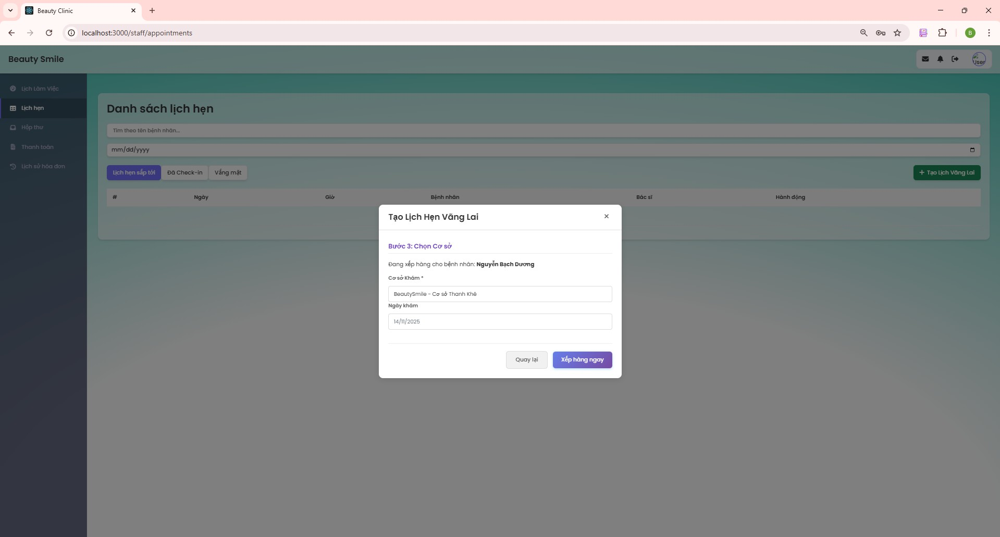 Beauty Clinic
localhost:3000/staff/appointments
B
Beauty Smile
User
Lịch Làm Việc
Lịch hẹn
Hộp thư
Thanh toán
Lịch sử hóa đơn
Danh sách lịch hẹn
Tìm theo tên bệnh nhân...
mm/dd/yyyy
Lịch hẹn sắp tới Đã Check-in Vắng mặt
+ Tạo Lịch Vãng Lai
# Ngày Giờ Bệnh nhân Bác sĩ Hành động
Tạo Lịch Hẹn Vãng Lai
Bước 3: Chọn Cơ sở
Đang xếp hàng cho bệnh nhân: Nguyễn Bạch Dương
Cơ sở Khám *
BeautySmile - Cơ sở Thanh Khê
Ngày khám
14/11/2025
Quay lại Xếp hàng ngay